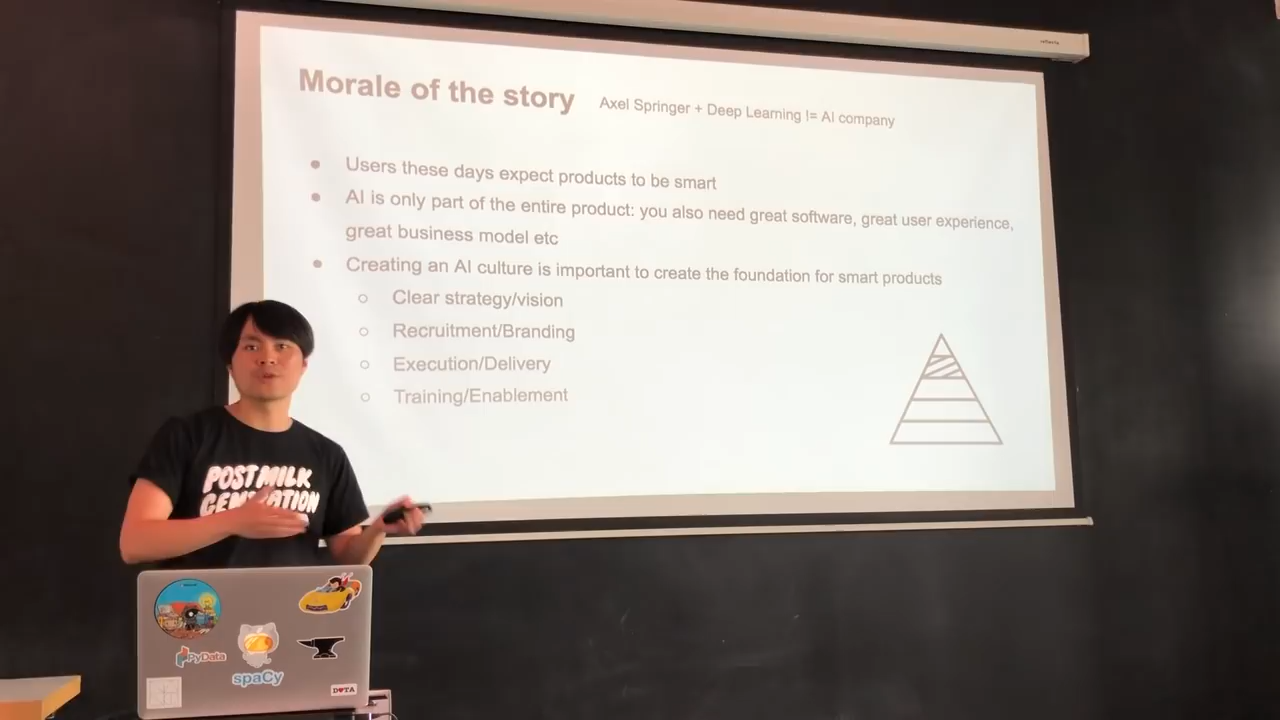 Morale of the story
Axel Springer + Deep Learning != AI company
Users these days expect products to be smart
AI is only part of the entire product: you also need great software, great user experience,
great business model etc
Creating an AI culture is important to create the foundation for smart products
Clear strategy/vision
Recruitment/Branding
Execution/Delivery
Training/Enablement
POST MILK
GENERATION
PyData
spaCy